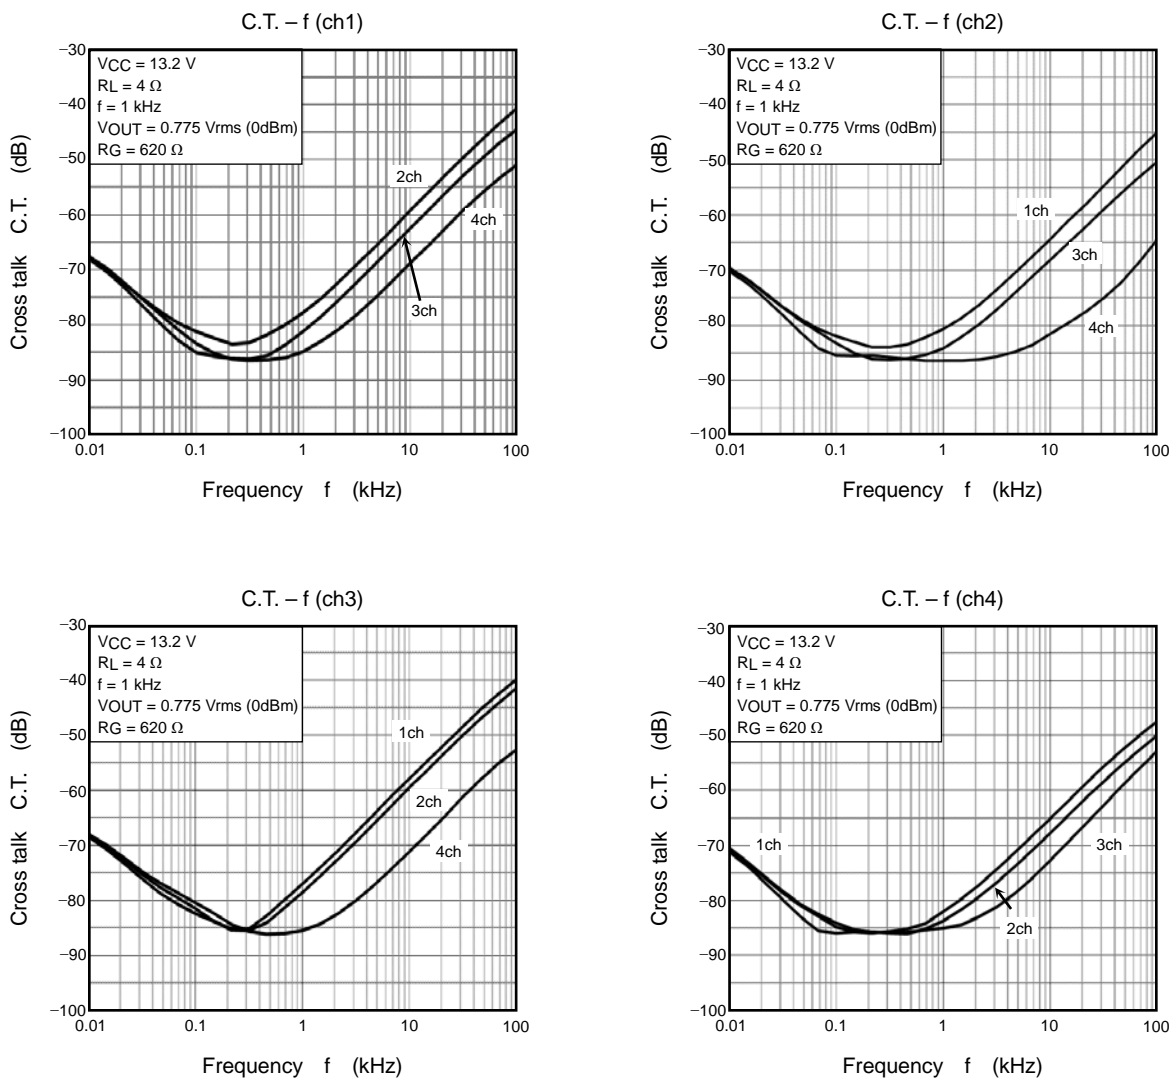 C.T. – f (ch1)
Cross talk C.T. (dB)
−30
−40
−50
−60
−70
−80
−90
−100
VCC = 13.2 V
RL = 4 Ω
f = 1 kHz
VOUT = 0.775 Vrms (0dBm)
RG = 620 Ω
2ch
4ch
3ch
0.01 0.1 1 10 100
Frequency f (kHz)
C.T. – f (ch2)
Cross talk C.T. (dB)
−30
−40
−50
−60
−70
−80
−90
−100
VCC = 13.2 V
RL = 4 Ω
f = 1 kHz
VOUT = 0.775 Vrms (0dBm)
RG = 620 Ω
1ch
3ch
4ch
0.01 0.1 1 10 100
Frequency f (kHz)
C.T. – f (ch3)
Cross talk C.T. (dB)
−30
−40
−50
−60
−70
−80
−90
−100
VCC = 13.2 V
RL = 4 Ω
f = 1 kHz
VOUT = 0.775 Vrms (0dBm)
RG = 620 Ω
1ch
2ch
4ch
0.01 0.1 1 10 100
Frequency f (kHz)
C.T. – f (ch4)
Cross talk C.T. (dB)
−30
−40
−50
−60
−70
−80
−90
−100
VCC = 13.2 V
RL = 4 Ω
f = 1 kHz
VOUT = 0.775 Vrms (0dBm)
RG = 620 Ω
1ch
3ch
2ch
0.01 0.1 1 10 100
Frequency f (kHz)